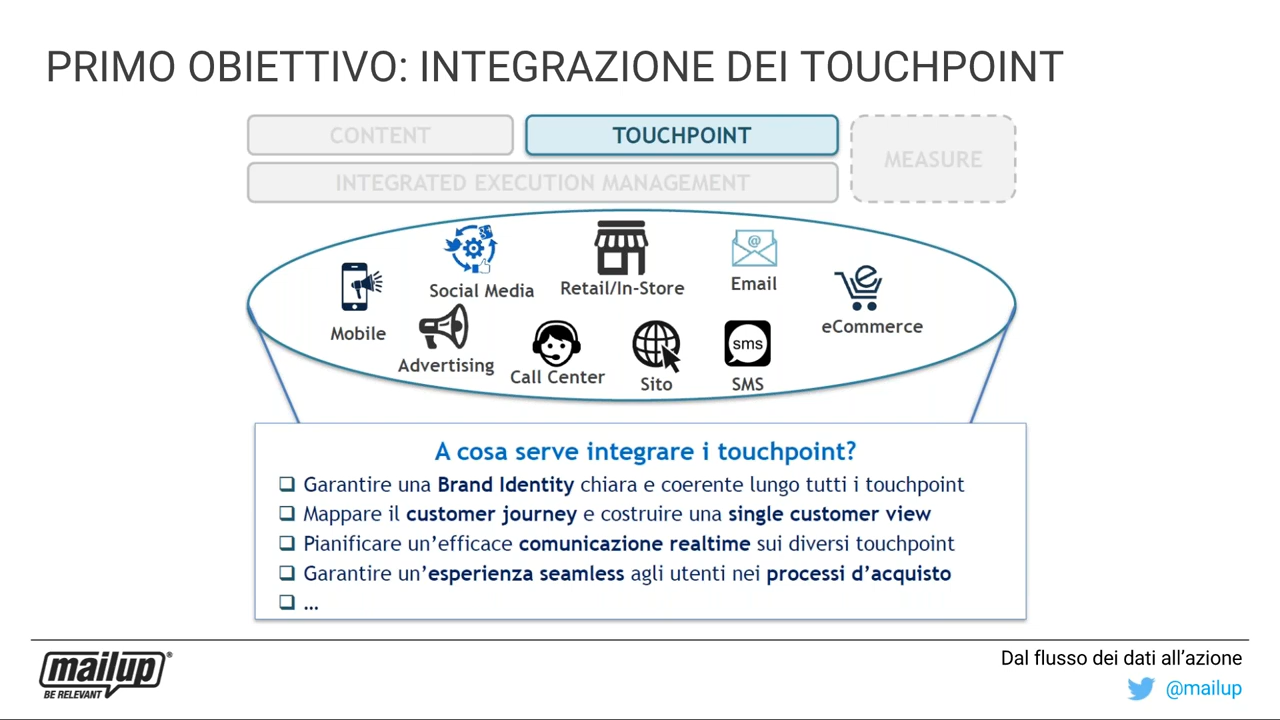 PRIMO OBIETTIVO: INTEGRAZIONE DEI TOUCHPOINT
CONTENT
TOUCHPOINT
MEASURE
INTEGRATED EXECUTION MANAGEMENT
Social Media
Retail/In-Store
@
Email
eCommerce
Mobile
Advertising
Call Center
Sito
sms
SMS
A cosa serve integrare i touchpoint?
❑ Garantire una Brand Identity chiara e coerente lungo tutti i touchpoint
❑ Mappare il customer journey e costruire una single customer view
❑ Pianificare un'efficace comunicazione realtime sui diversi touchpoint
❑ Garantire un'esperienza seamless agli utenti nei processi d'acquisto
❑ …
mailup®
BE RELEVANT
Dal flusso dei dati all'azione
@mailup